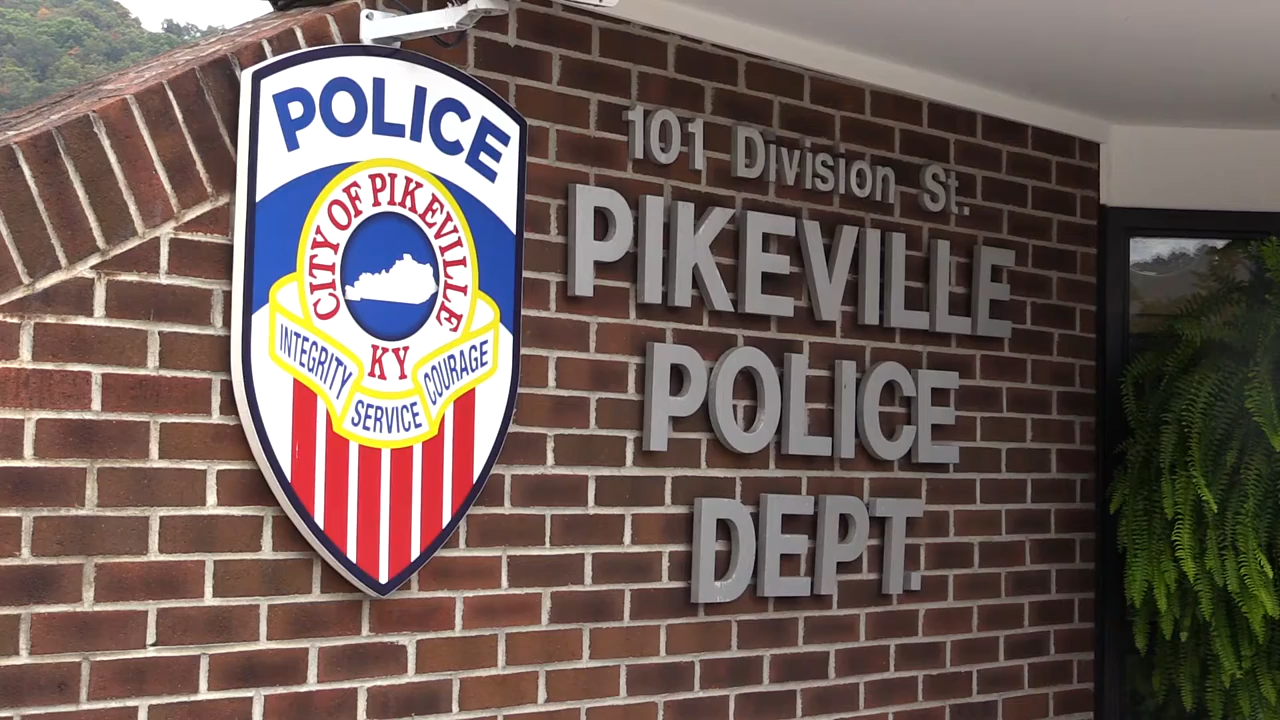 POLICE
CITY OF PIKEVILLE
KY
INTEGRITY
SERVICE
COURAGE
101 Division St.
PIKEVILLE
POLICE
DEPT.